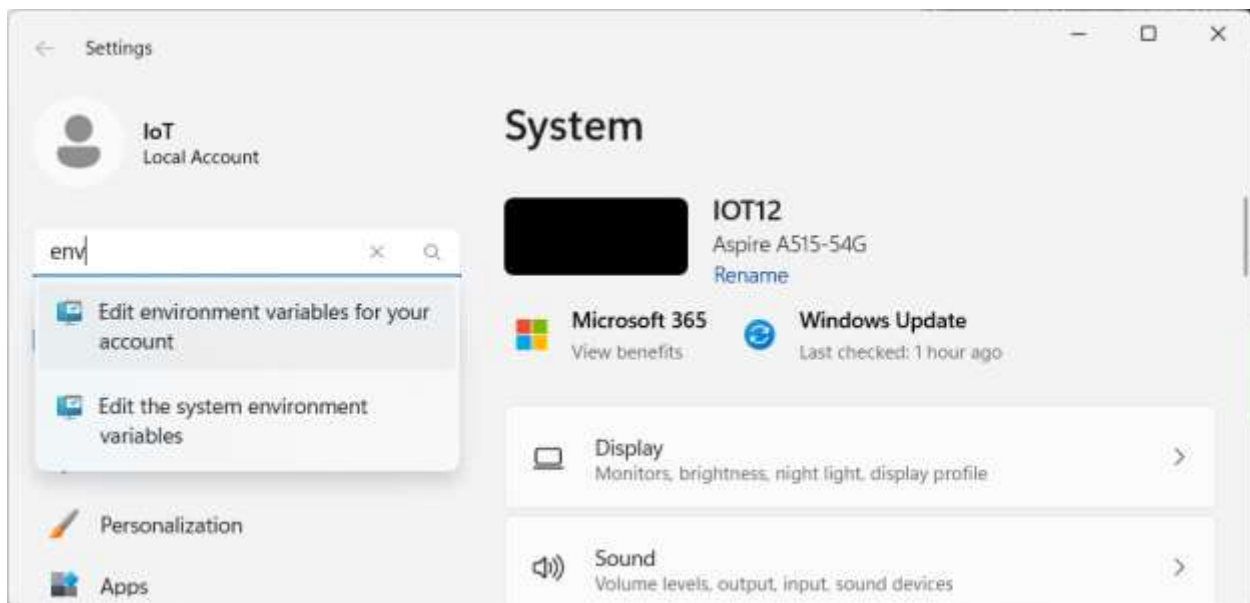 Settings
IoT
Local Account
env
Edit environment variables for your
account
Edit the system environment
variables
Personalization
Apps
System
IOT12
Aspire A515-54G
Rename
Microsoft 365
View benefits
Windows Update
Last checked: 1 hour ago
Display
Monitors, brightness, night light, display profile
Sound
Volume levels, output, input, sound devices